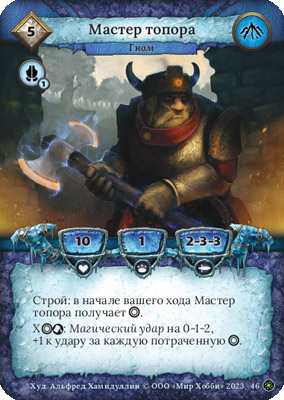 5
Мастер топора
Гном
1
10
1
2-3-3
Строй: в начале вашего хода Мастер
топора получает.
Х: Магический удар на 0-1-2,
+1 к удару за каждую потраченную.
Худ. Альфред Хамидуллин © ООО «Мир Хобби» 2023 46